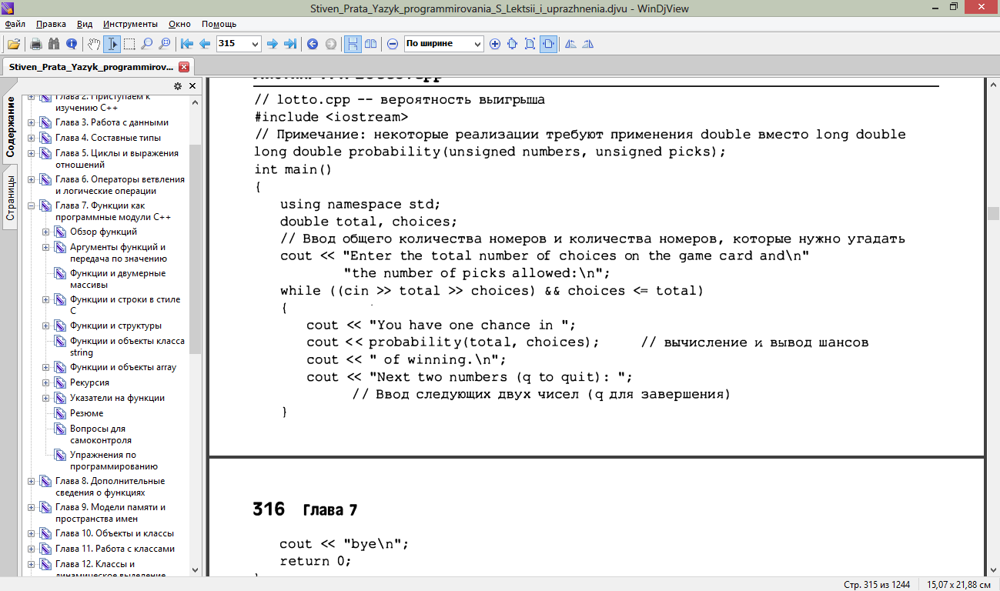 Stiven_Prata_Yazyk_programmirovania_S_Lektsii_i_uprazhnenia.djvu - WinDjView
Файл Правка Вид Инструменты Окно Помощь
315 По ширине
Stiven_Prata_Yazyk_programmirov...
Содержание
Страницы
Глава 2. Приступаем к
изучению C++
Глава 3. Работа с данными
Глава 4. Составные типы
Глава 5. Циклы и выражения
отношений
Глава 6. Операторы ветвления
и логические операции
Глава 7. Функции как
программные модули C++
Обзор функций
Аргументы функций и
передача по значению
Функции и двумерные
массивы
Функции и строки в стиле
C
Функции и структуры
Функции и объекты класса
string
Функции и объекты array
Рекурсия
Указатели на функции
Резюме
Вопросы для
самоконтроля
Упражнения по
программированию
Глава 8. Дополнительные
сведения о функциях
Глава 9. Модели памяти и
пространства имен
Глава 10. Объекты и классы
Глава 11. Работа с классами
Глава 12. Классы и
динамическое выделение
// lotto.cpp -- вероятность выигрыша
#include <iostream>
// Примечание: некоторые реализации требуют применения double вместо long double
long double probability(unsigned numbers, unsigned picks);
int main()
{
using namespace std;
double total, choices;
// Ввод общего количества номеров и количества номеров, которые нужно угадать
cout << "Enter the total number of choices on the game card and\n"
"the number of picks allowed:\n";
while ((cin >> total >> choices) && choices <= total)
{
cout << "You have one chance in ";
cout << probability(total, choices); // вычисление и вывод шансов
cout << " of winning.\n";
cout << "Next two numbers (q to quit): ";
// Ввод следующих двух чисел (q для завершения)
}
316 Глава 7
cout << "bye\n";
return 0;
Стр. 315 из 1244 15,07 x 21,88 см